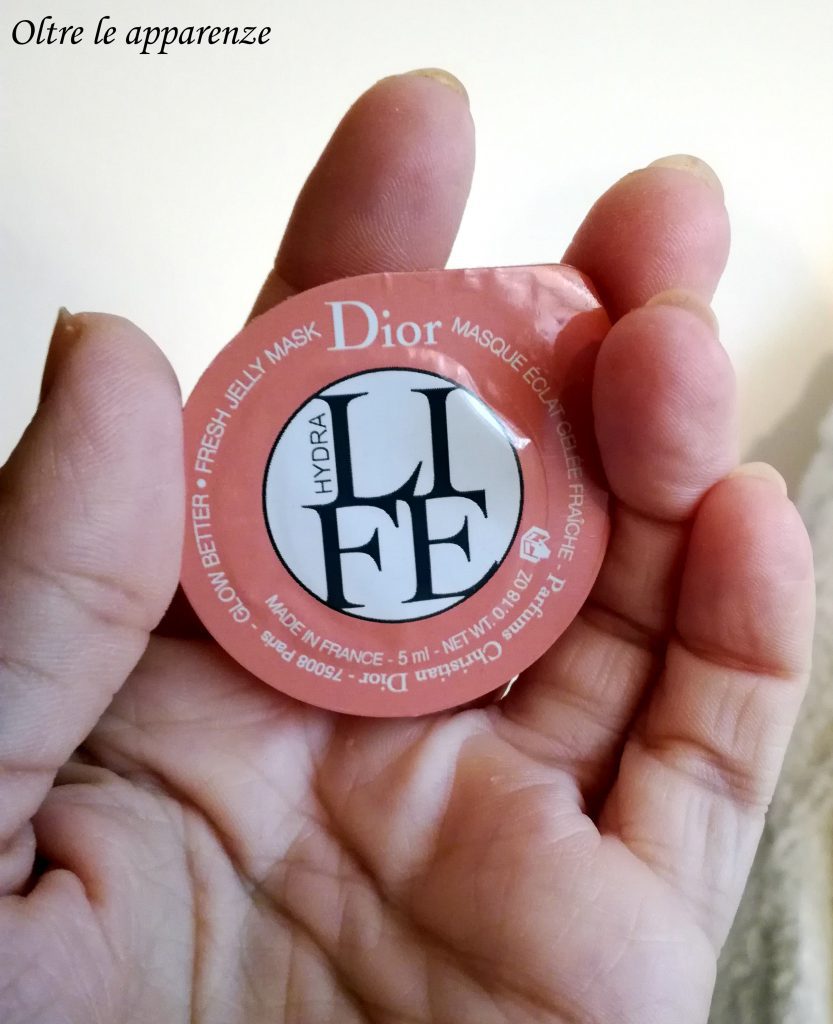 Oltre le apparenze
GLOW BETTER • FRESH JELLY MASK Dior MASQUE ÉCLAT GELÉE FRAÎCHE - Parfums Christian Dior - 75008 Paris -
HYDRA
LI
FE
MADE IN FRANCE - 5 ml - NET WT. 0.18 OZ